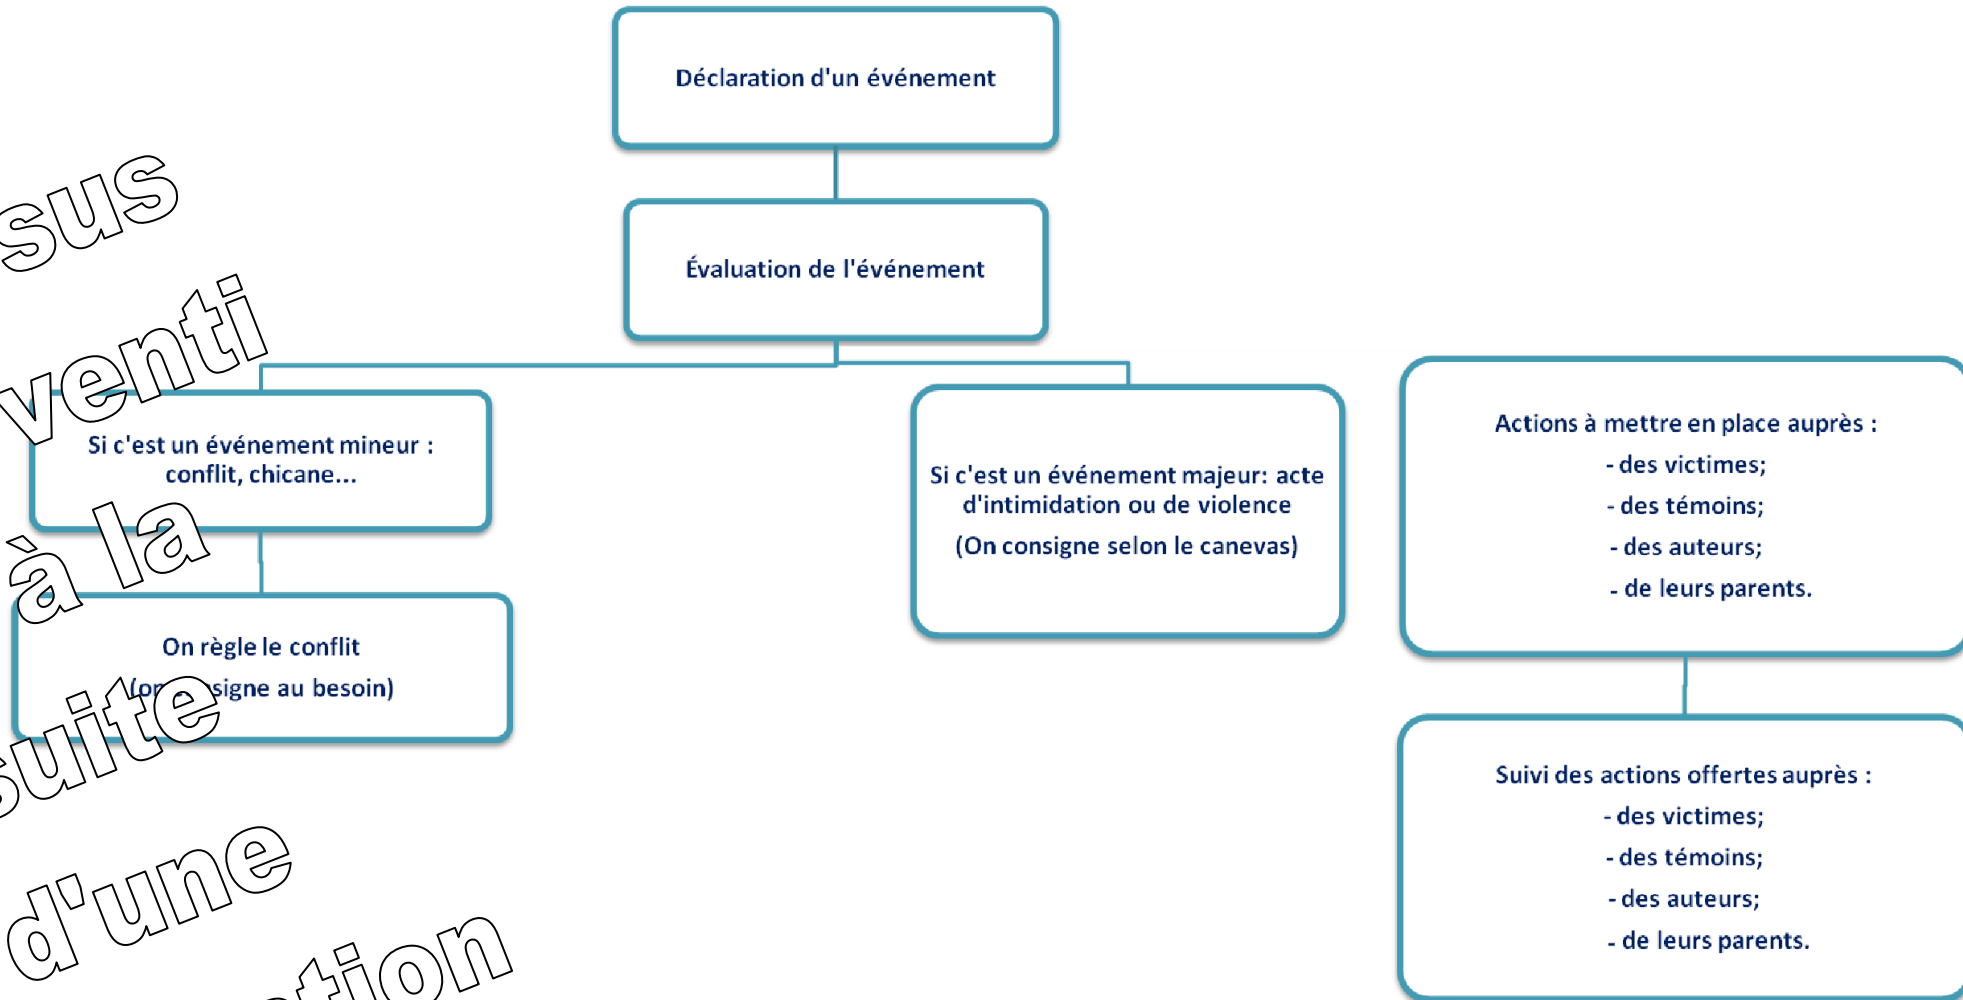 Déclaration d'un événement
Évaluation de l'événement
Si c'est un événement mineur :
conflit, chicane...
On règle le conflit
(on consigne au besoin)
Si c'est un événement majeur: acte
d'intimidation ou de violence
(On consigne selon le canevas)
Actions à mettre en place auprès :
- des victimes;
- des témoins;
- des auteurs;
- de leurs parents.
Suivi des actions offertes auprès :
- des victimes;
- des témoins;
- des auteurs;
- de leurs parents.
sus
venti
à la
suite
d'une
tion